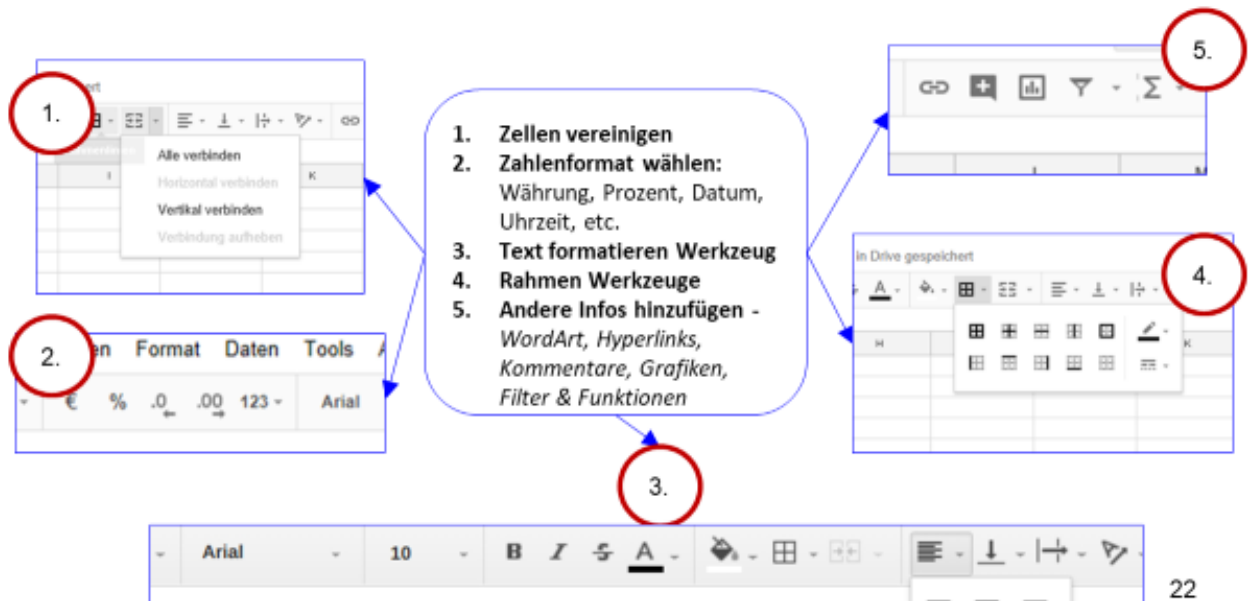 1.
ert
Alle verbinden
Horizontal verbinden
Vertikal verbinden
Verbindung aufheben
I
K
2.
en Format Daten Tools
€ % .0 .00 123 Arial
1. Zellen vereinigen
2. Zahlenformat wählen:
Währung, Prozent, Datum,
Uhrzeit, etc.
3. Text formatieren Werkzeug
4. Rahmen Werkzeuge
5. Andere Infos hinzufügen -
WordArt, Hyperlinks,
Kommentare, Grafiken,
Filter & Funktionen
5.
Σ
L
M
4.
in Drive gespeichert
A
H
K
3.
Arial 10 B I S A
22